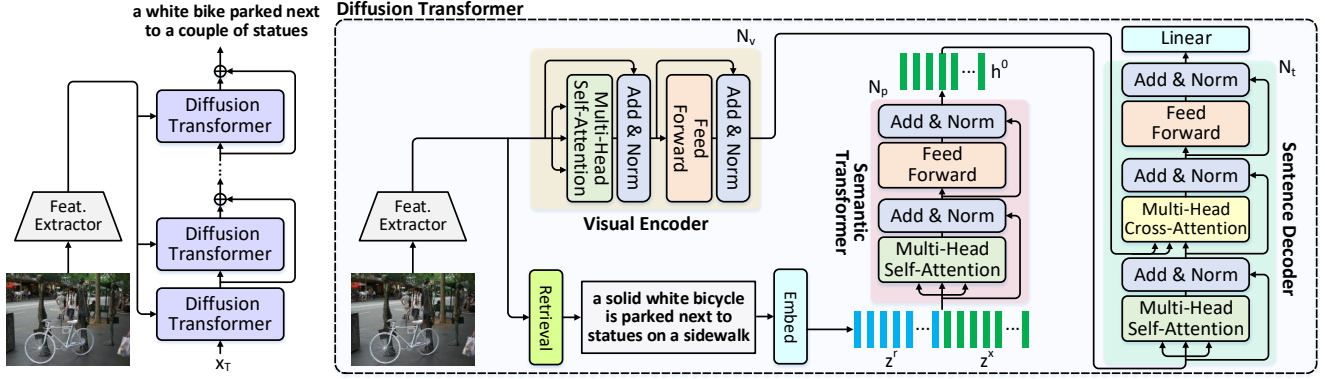 a white bike parked next
to a couple of statues
Diffusion
Transformer
Feat.
Extractor
Diffusion
Transformer
Diffusion
Transformer
x_T
Diffusion Transformer
N_v
Multi-Head
Self-Attention
Add & Norm
Feed
Forward
Add & Norm
Visual Encoder
Feat.
Extractor
Retrieval
a solid white bicycle
is parked next to
statues on a sidewalk
Embed
h^0
N_p
Add & Norm
Feed
Forward
Add & Norm
Multi-Head
Self-Attention
Semantic
Transformer
z^r
z^x
Linear
N_t
Add & Norm
Feed
Forward
Add & Norm
Multi-Head
Cross-Attention
Add & Norm
Multi-Head
Self-Attention
Sentence Decoder